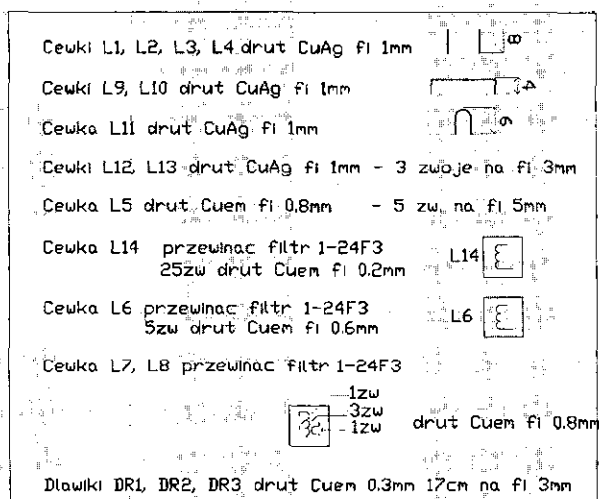 Cewki L1, L2, L3, L4 drut CuAg fi 1mm 8
Cewki L9, L10 drut CuAg fi 1mm 4
Cewka L11 drut CuAg fi 1mm 6
Cewki L12, L13 drut CuAg fi 1mm - 3 zwoje na fi 3mm
Cewka L5 drut Cuem fi 0.8mm - 5 zw. na fi 5mm
Cewka L14 przewinac filtr 1-24F3 L14
25zw drut Cuem fi 0.2mm
Cewka L6 przewinac filtr 1-24F3 L6
5zw drut Cuem fi 0.6mm
Cewka L7, L8 przewinac filtr 1-24F3
1zw
3zw
1zw
drut Cuem fi 0.8mm
Dlawiki DR1, DR2, DR3 drut Cuem 0.3mm 17cm na fi 3mm